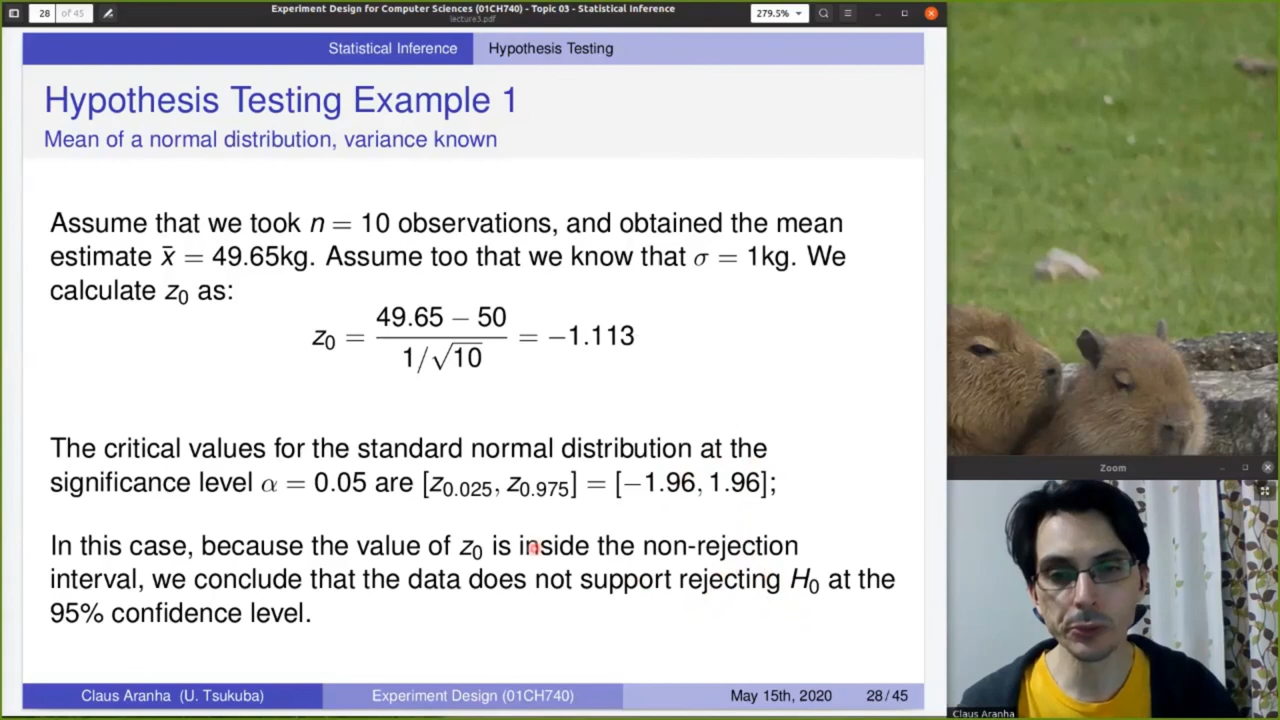 28 of 45
Experiment Design for Computer Sciences (01CH740) - Topic 03 - Statistical Inference
lecture3.pdf
279.5%
Statistical Inference Hypothesis Testing
Hypothesis Testing Example 1
Mean of a normal distribution, variance known
Assume that we took n = 10 observations, and obtained the mean
estimate x̄ = 49.65kg. Assume too that we know that σ = 1kg. We
calculate z₀ as:
z₀ = (49.65 − 50) / (1/√10) = −1.113
The critical values for the standard normal distribution at the
significance level α = 0.05 are [z₀.₀₂₅, z₀.₉₇₅] = [−1.96, 1.96];
In this case, because the value of z₀ is inside the non-rejection
interval, we conclude that the data does not support rejecting H₀ at the
95% confidence level.
Claus Aranha (U. Tsukuba) Experiment Design (01CH740) May 15th, 2020 28/45
Zoom
Claus Aranha